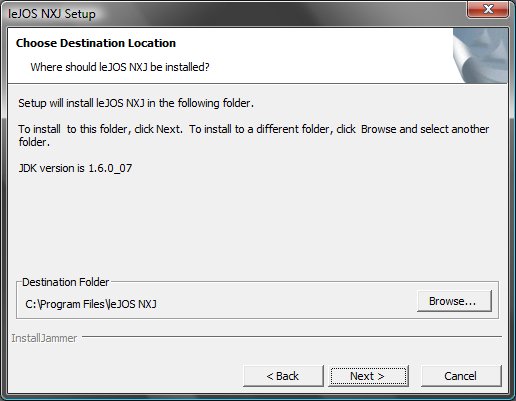 leJOS NXJ Setup
Choose Destination Location
Where should leJOS NXJ be installed?
Setup will install leJOS NXJ in the following folder.
To install  to this folder, click Next.  To install to a different folder, click  Browse and select another
folder.
JDK version is 1.6.0_07
Destination Folder
C:\Program Files\leJOS NXJ
Browse...
InstallJammer
< Back
Next >
Cancel